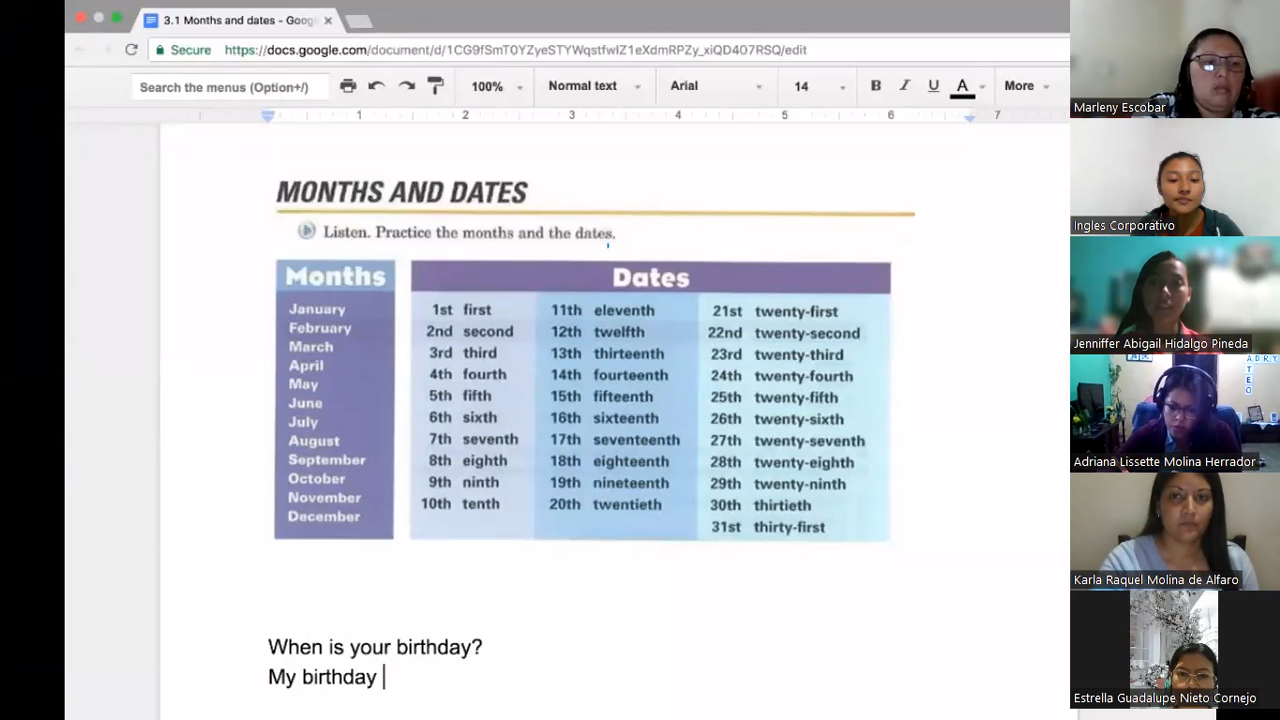 3.1 Months and dates - Goog
Secure https://docs.google.com/document/d/1CG9fSmT0YZyeSTYWqstfwIZ1eXdmRPZy_xiQD407RSQ/edit
Search the menus (Option+/) 100% Normal text Arial 14 B I U A More
1 2 3 4 5 6 7
MONTHS AND DATES
Listen. Practice the months and the dates.
Months
January
February
March
April
May
June
July
August
September
October
November
December
Dates
1st first
2nd second
3rd third
4th fourth
5th fifth
6th sixth
7th seventh
8th eighth
9th ninth
10th tenth
11th eleventh
12th twelfth
13th thirteenth
14th fourteenth
15th fifteenth
16th sixteenth
17th seventeenth
18th eighteenth
19th nineteenth
20th twentieth
21st twenty-first
22nd twenty-second
23rd twenty-third
24th twenty-fourth
25th twenty-fifth
26th twenty-sixth
27th twenty-seventh
28th twenty-eighth
29th twenty-ninth
30th thirtieth
31st thirty-first
When is your birthday?
My birthday
Marleny Escobar
Ingles Corporativo
Jenniffer Abigail Hidalgo Pineda
Adriana Lissette Molina Herrador
Karla Raquel Molina de Alfaro
Estrella Guadalupe Nieto Cornejo